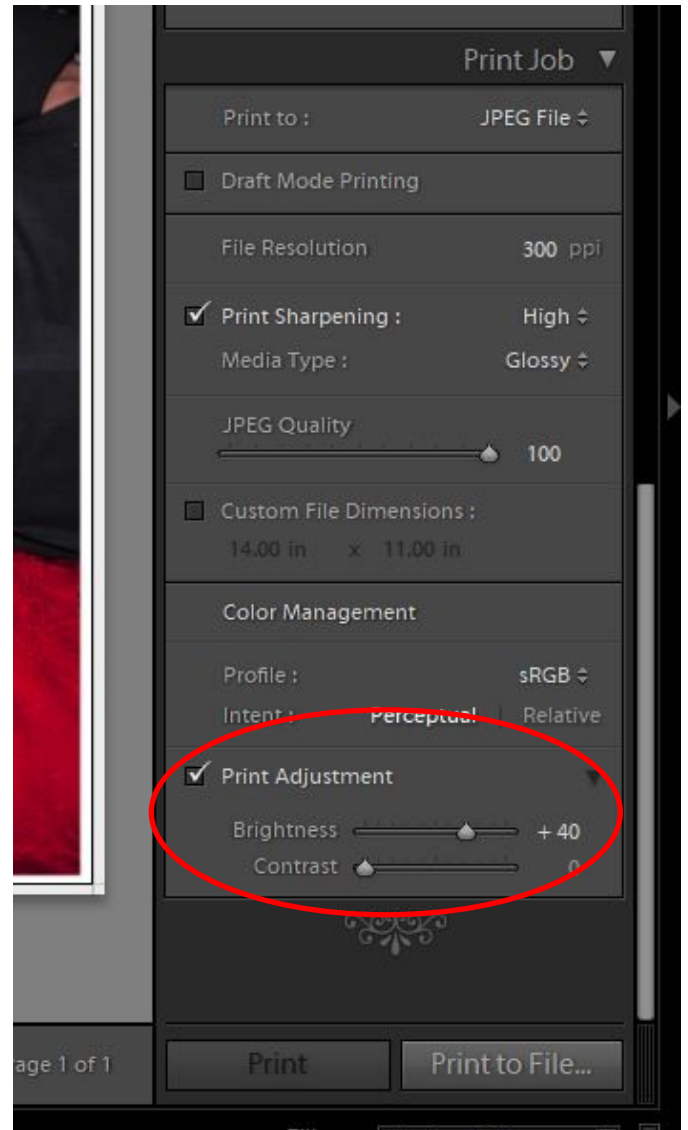 Print Job
Print to : JPEG File
Draft Mode Printing
File Resolution 300 ppi
Print Sharpening : High
Media Type : Glossy
JPEG Quality
100
Custom File Dimensions :
14.00 in x 11.00 in
Color Management
Profile : sRGB
Intent : Perceptual Relative
Print Adjustment
Brightness + 40
Contrast 0
age 1 of 1 Print Print to File...